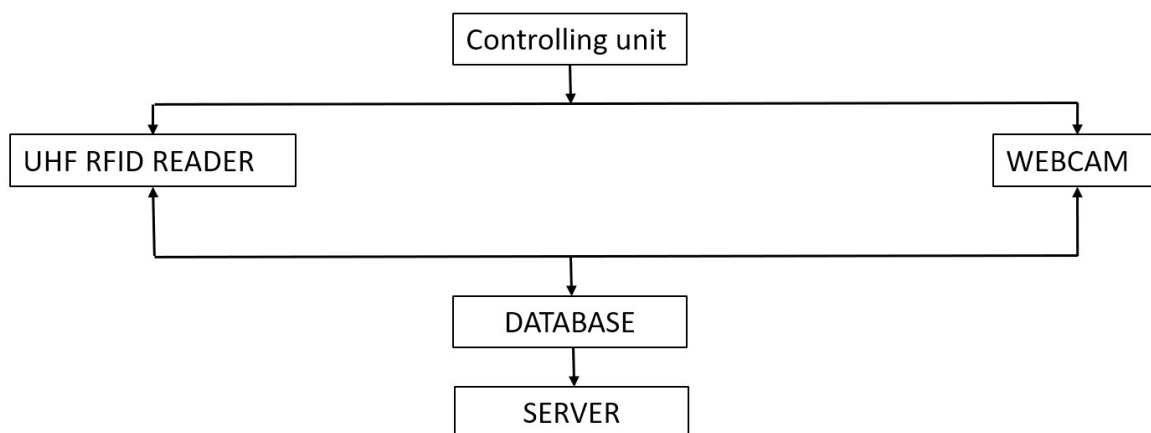 Controlling unit
UHF RFID READER
WEBCAM
DATABASE
SERVER